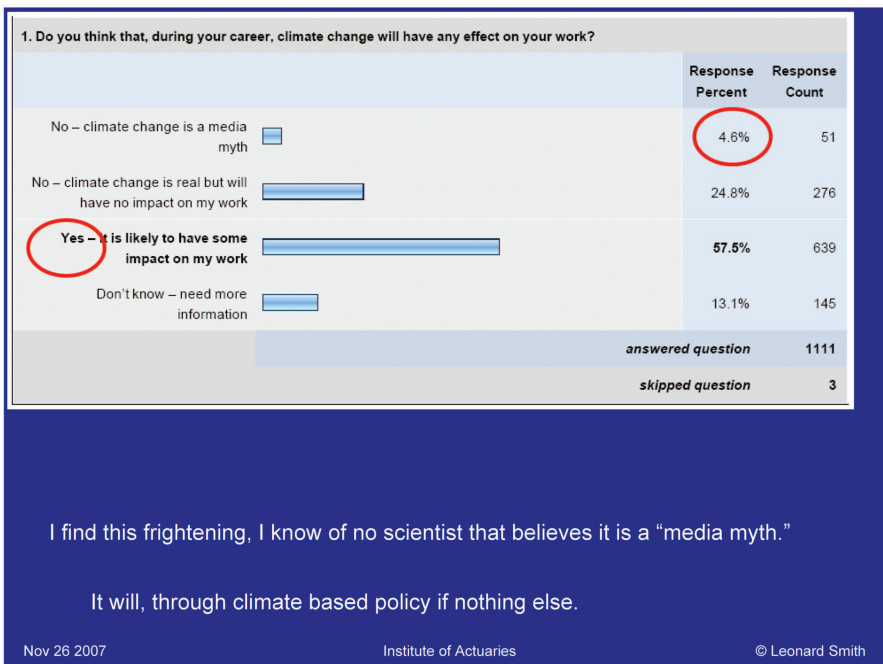 1. Do you think that, during your career, climate change will have any effect on your work?
Response Response
Percent Count
No – climate change is a media
myth
4.6% 51
No – climate change is real but will
have no impact on my work
24.8% 276
Yes – it is likely to have some
impact on my work
57.5% 639
Don't know – need more
information
13.1% 145
answered question 1111
skipped question 3
I find this frightening, I know of no scientist that believes it is a “media myth.”
It will, through climate based policy if nothing else.
Nov 26 2007 Institute of Actuaries © Leonard Smith